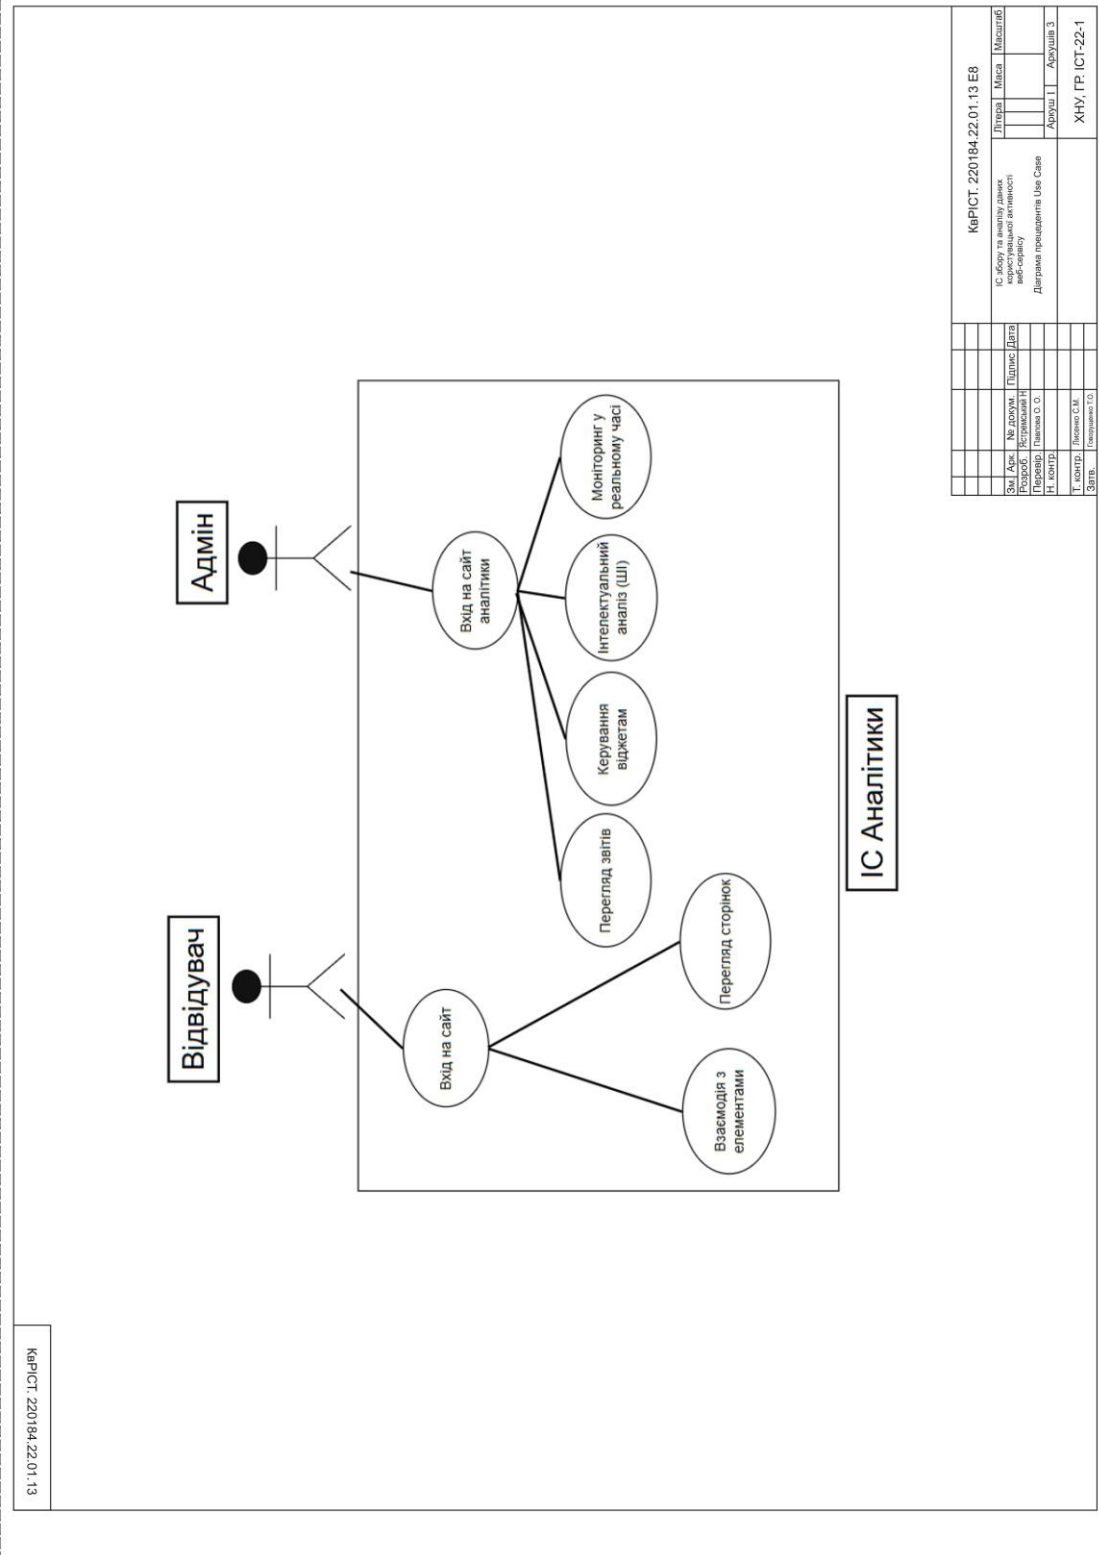 КвРІСТ. 220184.22.01.13
Відвідувач
Адмін
Вхід на сайт
Вхід на сайт
аналітики
Взаємодія з
елементами
Перегляд сторінок
Перегляд звітів
Керування
віджетам
Інтелектуальний
аналіз (ШІ)
Моніторинг у
реальному часі
ІС Аналітики
КвРІСТ. 220184.22.01.13 Е8
ІС збору та аналізу даних
користувацької активності
веб-сервісу
Діаграма прецедентів Use Case
Літера Маса Масштаб
Аркуш 1 Аркушів 3
ХНУ, ГР. ІСТ-22-1
Зм. Арк. № докум. Підпис Дата
Розроб. Ястремський Н
Перевір. Павлова О. О.
Н. контр.
Т. контр. Лисенко С.М.
Затв. Говорущенко Т.О.